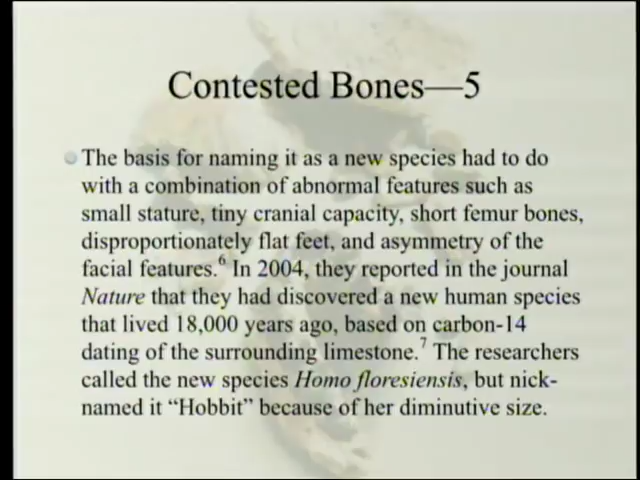 Contested Bones—5
The basis for naming it as a new species had to do
with a combination of abnormal features such as
small stature, tiny cranial capacity, short femur bones,
disproportionately flat feet, and asymmetry of the
facial features.6 In 2004, they reported in the journal
Nature that they had discovered a new human species
that lived 18,000 years ago, based on carbon-14
dating of the surrounding limestone.7 The researchers
called the new species Homo floresiensis, but nick-
named it “Hobbit” because of her diminutive size.